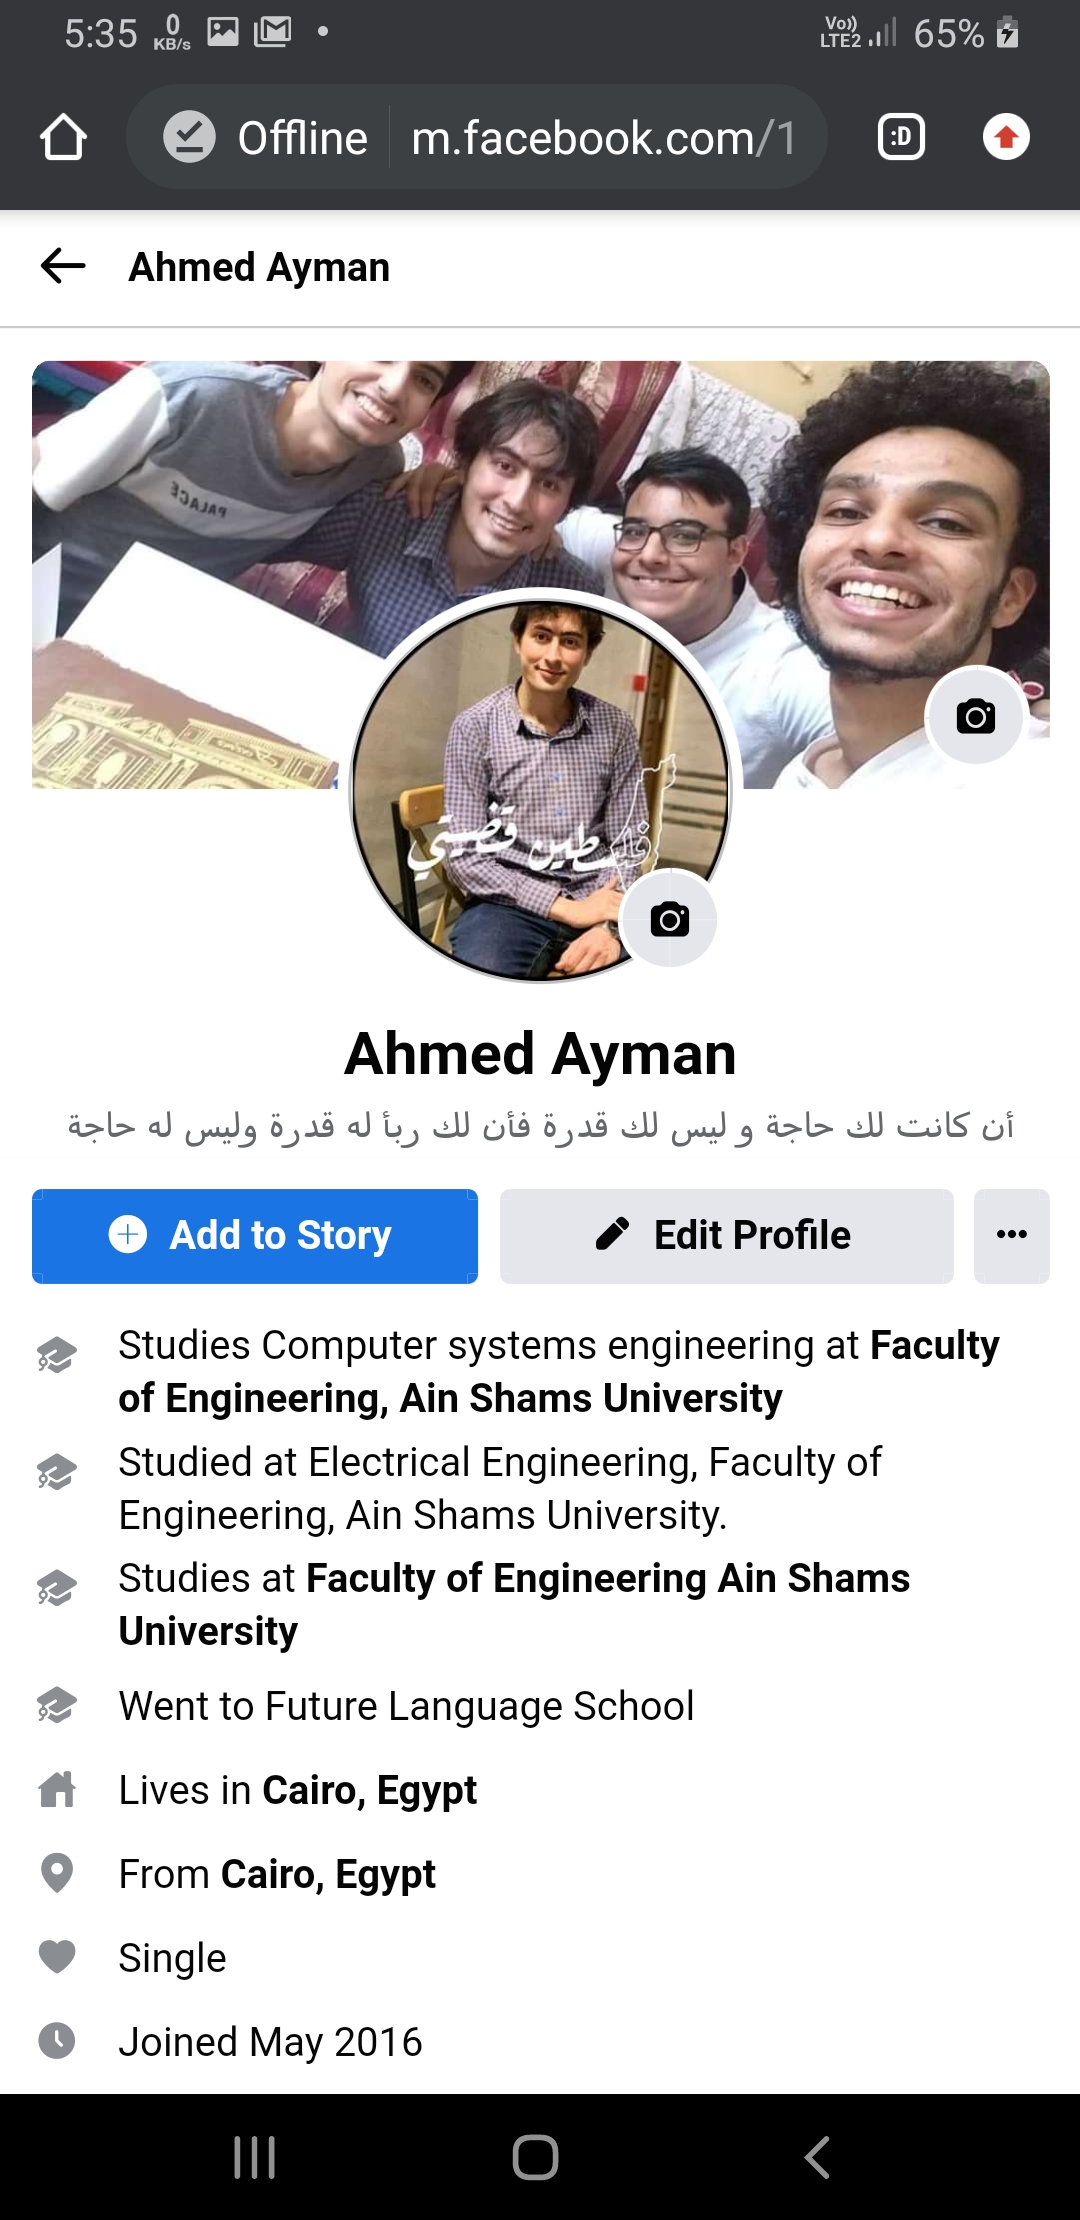 5:35
0
KB/s
Vo))
LTE2
65%
Offline
m.facebook.com/1
:D
Ahmed Ayman
PALACE
فلسطين قضيتي
Ahmed Ayman
أن كانت لك حاجة و ليس لك قدرة فأن لك ربأ له قدرة وليس له حاجة
Add to Story
Edit Profile
Studies Computer systems engineering at Faculty
of Engineering, Ain Shams University
Studied at Electrical Engineering, Faculty of
Engineering, Ain Shams University.
Studies at Faculty of Engineering Ain Shams
University
Went to Future Language School
Lives in Cairo, Egypt
From Cairo, Egypt
Single
Joined May 2016